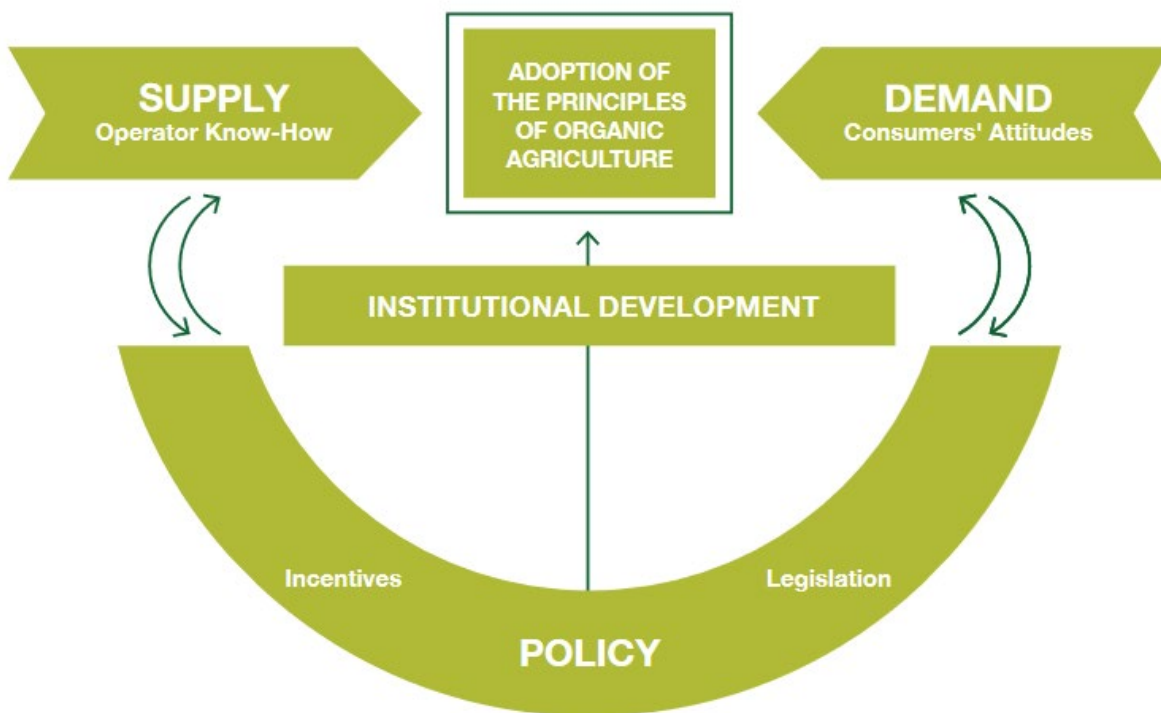 SUPPLY
Operator Know-How
ADOPTION OF
THE PRINCIPLES
OF ORGANIC
AGRICULTURE
DEMAND
Consumers' Attitudes
INSTITUTIONAL DEVELOPMENT
Incentives
Legislation
POLICY